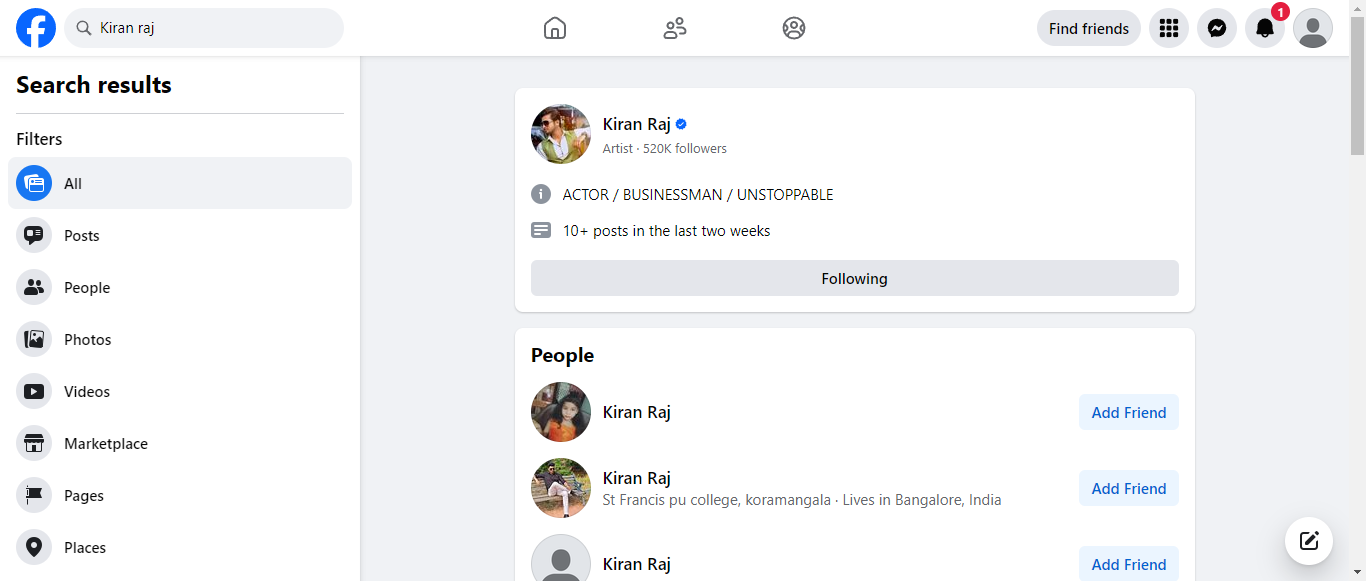 Kiran raj
Find friends
1
Search results
Filters
All
Posts
People
Photos
Videos
Marketplace
Pages
Places
Kiran Raj
Artist · 520K followers
ACTOR / BUSINESSMAN / UNSTOPPABLE
10+ posts in the last two weeks
Following
People
Kiran Raj
Add Friend
Kiran Raj
St Francis pu college, koramangala · Lives in Bangalore, India
Add Friend
Kiran Raj
Add Friend